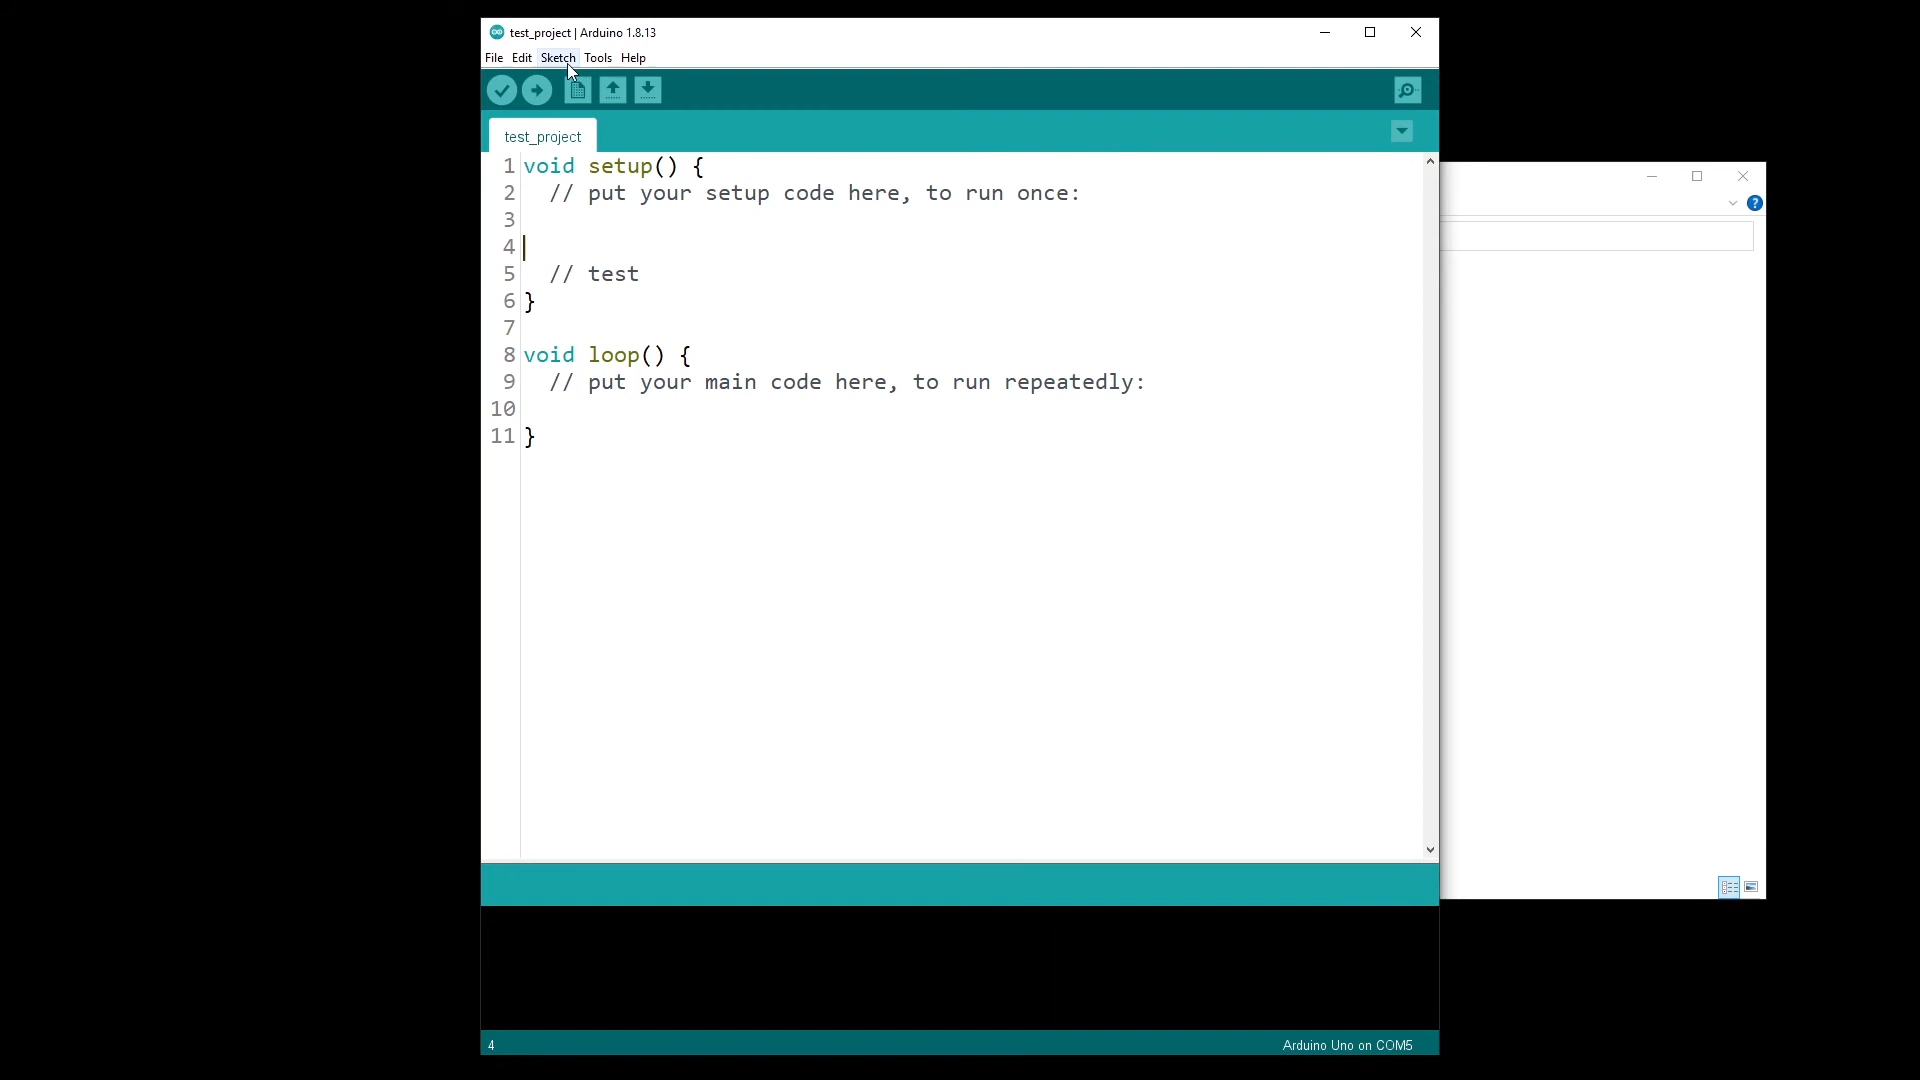 test_project | Arduino 1.8.13
File Edit Sketch Tools Help
test_project
1 void setup() {
2 // put your setup code here, to run once:
3
4
5 // test
6 }
7
8 void loop() {
9 // put your main code here, to run repeatedly:
10
11 }
?
4
Arduino Uno on COM5